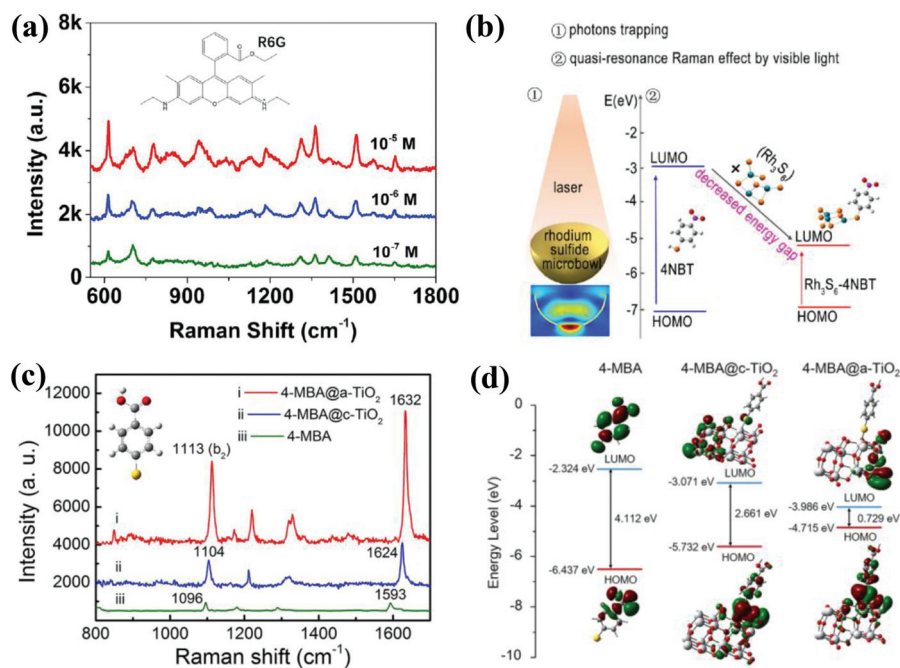 (a)
8k
6k
4k
2k
0
Intensity (a.u.)
R6G
O
O
N
H
O
N
H
10-5 M
10-6 M
10-7 M
600 900 1200 1500 1800
Raman Shift (cm-1)
(b)
① photons trapping
② quasi-resonance Raman effect by visible light
①
E(eV) ②
laser
rhodium
sulfide
microbowl
-3
-4
-5
-6
-7
LUMO
4NBT
HOMO
+ (Rh3S6)
decreased energy gap
LUMO
Rh3S6-4NBT
HOMO
(c)
12000
10000
8000
6000
4000
2000
Intensity (a. u.)
i 4-MBA@a-TiO2
ii 4-MBA@c-TiO2
iii 4-MBA
1632
1113 (b2)
i
1104
1624
ii
1096
1593
iii
800 1000 1200 1400 1600
Raman shift (cm-1)
(d)
4-MBA 4-MBA@c-TiO2 4-MBA@a-TiO2
0
-2
-4
-6
-8
-10
Energy Level (eV)
LUMO
-2.324 eV
4.112 eV
-6.437 eV
HOMO
LUMO
-3.071 eV
2.661 eV
-5.732 eV
HOMO
LUMO
-3.986 eV
0.729 eV
-4.715 eV
HOMO